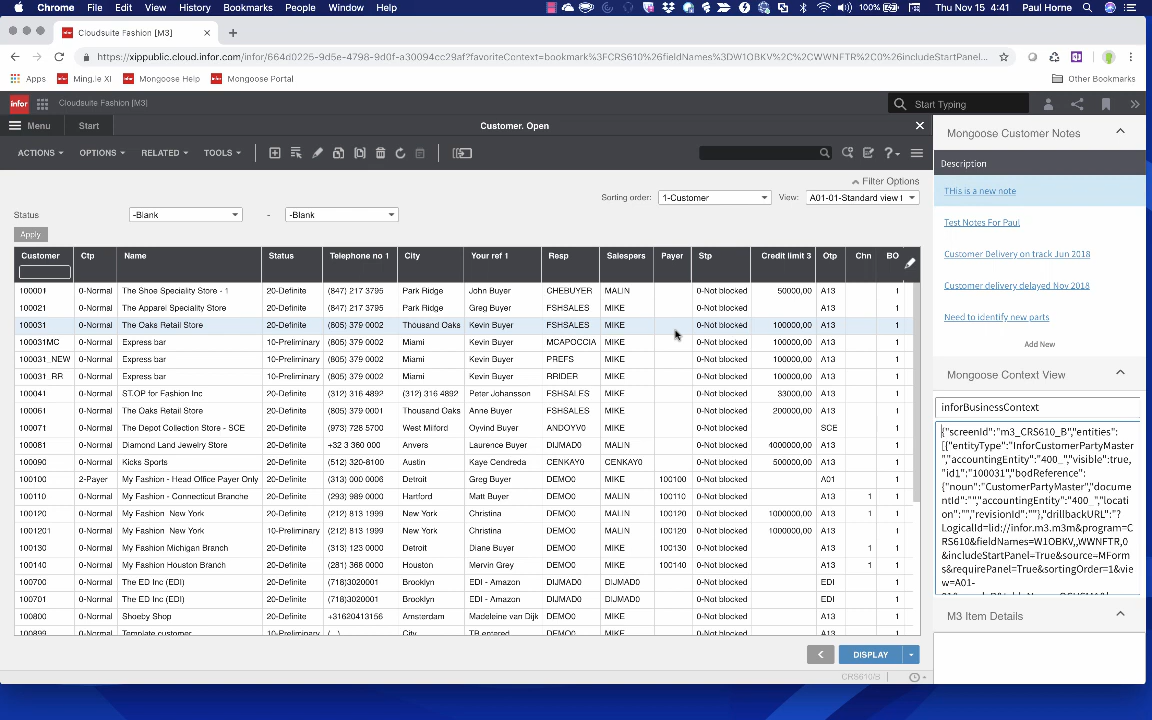 Chrome File Edit View History Bookmarks People Window Help 100% Thu Nov 15 4:41 Paul Horne
Cloudsuite Fashion [M3]
https://xippublic.cloud.infor.com/infor/664d0225-9d5e-4798-9d0f-a30094cc29af?favoriteContext=bookmark%3FCRS610%26fieldNames%3DW1OBKV%2C%2CWWNFTR%2C0%26includeStartPanel...
Apps Ming.le XI Mongoose Help Mongoose Portal Other Bookmarks
infor Cloudsuite Fashion [M3] Start Typing
Menu Start Customer. Open
ACTIONS OPTIONS RELATED TOOLS
Filter Options
Sorting order: 1-Customer View: A01-01-Standard view f
Status -Blank - -Blank
Apply
Customer Ctp Name Status Telephone no 1 City Your ref 1 Resp Salespers Payer Stp Credit limit 3 Otp Chn BO
100001 0-Normal The Shoe Speciality Store - 1 20-Definite (847) 217 3795 Park Ridge John Buyer CHEBUYER MALIN 0-Not blocked 50000,00 A13 1
100021 0-Normal The Apparel Speciality Store 20-Definite (847) 217 3795 Park Ridge Greg Buyer FSHSALES MIKE 0-Not blocked A13 1
100031 0-Normal The Oaks Retail Store 20-Definite (805) 379 0002 Thousand Oaks Kevin Buyer FSHSALES MIKE 0-Not blocked 100000,00 A13 1
100031MC 0-Normal Express bar 10-Preliminary (805) 379 0002 Miami Kevin Buyer MCAPOCCIA MIKE 0-Not blocked 100000,00 A13 1
100031_NEW 0-Normal Express bar 20-Definite (805) 379 0002 Miami Kevin Buyer PREFS MIKE 0-Not blocked 100000,00 A13 1
100031_RR 0-Normal Express bar 10-Preliminary (805) 379 0002 Miami Kevin Buyer RRIDER MIKE 0-Not blocked 100000,00 A13 1
100041 0-Normal ST.OP for Fashion Inc 20-Definite (312) 316 4892 (312) 316 4892 Peter Johansson FSHSALES MIKE 0-Not blocked 33000,00 A13 1
100061 0-Normal The Oaks Retail Store 20-Definite (805) 379 0001 Thousand Oaks Anne Buyer FSHSALES MIKE 0-Not blocked 200000,00 A13 1
100071 0-Normal The Depot Collection Store - SCE 20-Definite (973) 728 5700 West Milford Oyvind Buyer ANDOYV0 MIKE 0-Not blocked SCE 1
100081 0-Normal Diamond Land Jewelry Store 20-Definite +32 3 360 000 Anvers Laurence Buyer DIJMAD0 MALIN 0-Not blocked 4000000,00 A13 1
100090 0-Normal Kicks Sports 20-Definite (512) 320-8100 Austin Kaye Cendreda CENKAY0 CENKAY0 0-Not blocked 500000,00 A13 1
100100 2-Payer My Fashion - Head Office Payer Only 20-Definite (313) 000 0006 Detroit Greg Buyer DEMO0 MIKE 100100 0-Not blocked A01 1
100110 0-Normal My Fashion - Connecticut Branche 20-Definite (293) 989 0000 Hartford Matt Buyer DEMO0 MALIN 100110 0-Not blocked A13 1 1
100120 0-Normal My Fashion New York 20-Definite (212) 813 1999 New York Christina DEMO0 MIKE 100120 0-Not blocked 1000000,00 A13 1 1
1001201 0-Normal My Fashion New York 10-Preliminary (212) 813 1999 New York Christina DEMO0 MIKE 100120 0-Not blocked 1000000,00 A13 1
100130 0-Normal My Fashion Michigan Branch 20-Definite (313) 123 0000 Detroit Diane Buyer DEMO0 MIKE 100130 0-Not blocked A13 1 1
100140 0-Normal My Fashion Houston Branch 20-Definite (281) 368 0000 Houston Mervin Grey DEMO0 MIKE 100140 0-Not blocked A13 1 1
100700 0-Normal The ED Inc (EDI) 20-Definite (718)3020001 Brooklyn EDI - Amazon DIJMAD0 DIJMAD0 0-Not blocked EDI 1
100701 0-Normal The ED Inc (EDI) 20-Definite (718)3020001 Brooklyn EDI - Amazon DIJMAD0 DIJMAD0 0-Not blocked EDI 1
100800 0-Normal Shoeby Shop 20-Definite +31620413156 Amsterdam Madeleine van Dijk DEMO0 MIKE 0-Not blocked A13 1
100899 0-Normal Template customer 10-Preliminary City TB entered DEMO0 MIKE 0-Not blocked A13 1
DISPLAY
CRS610/B
Mongoose Customer Notes
Description
THis is a new note
Test Notes For Paul
Customer Delivery on track Jun 2018
Customer delivery delayed Nov 2018
Need to identify new parts
Add New
Mongoose Context View
inforBusinessContext
{"screenId":"m3_CRS610_B","entities":
[{"entityType":"InforCustomerPartyMaster
","accountingEntity":"400_","visible":true,
"id1":"100031","bodReference":
{"noun":"CustomerPartyMaster","docume
ntId":"","accountingEntity":"400_","locati
on":"","revisionId":""},"drillbackURL":"?
LogicalId=lid://infor.m3.m3m&program=C
RS610&fieldNames=W1OBKV,,WWNFTR,0
&includeStartPanel=True&source=MForm
s&requirePanel=True&sortingOrder=1&vi
ew=A01-
M3 Item Details